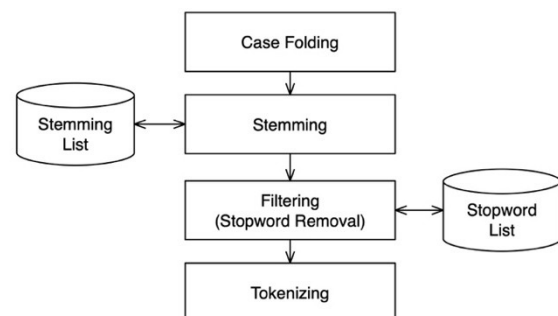 Case Folding
Stemming
List
Stemming
Filtering
(Stopword Removal)
Stopword
List
Tokenizing